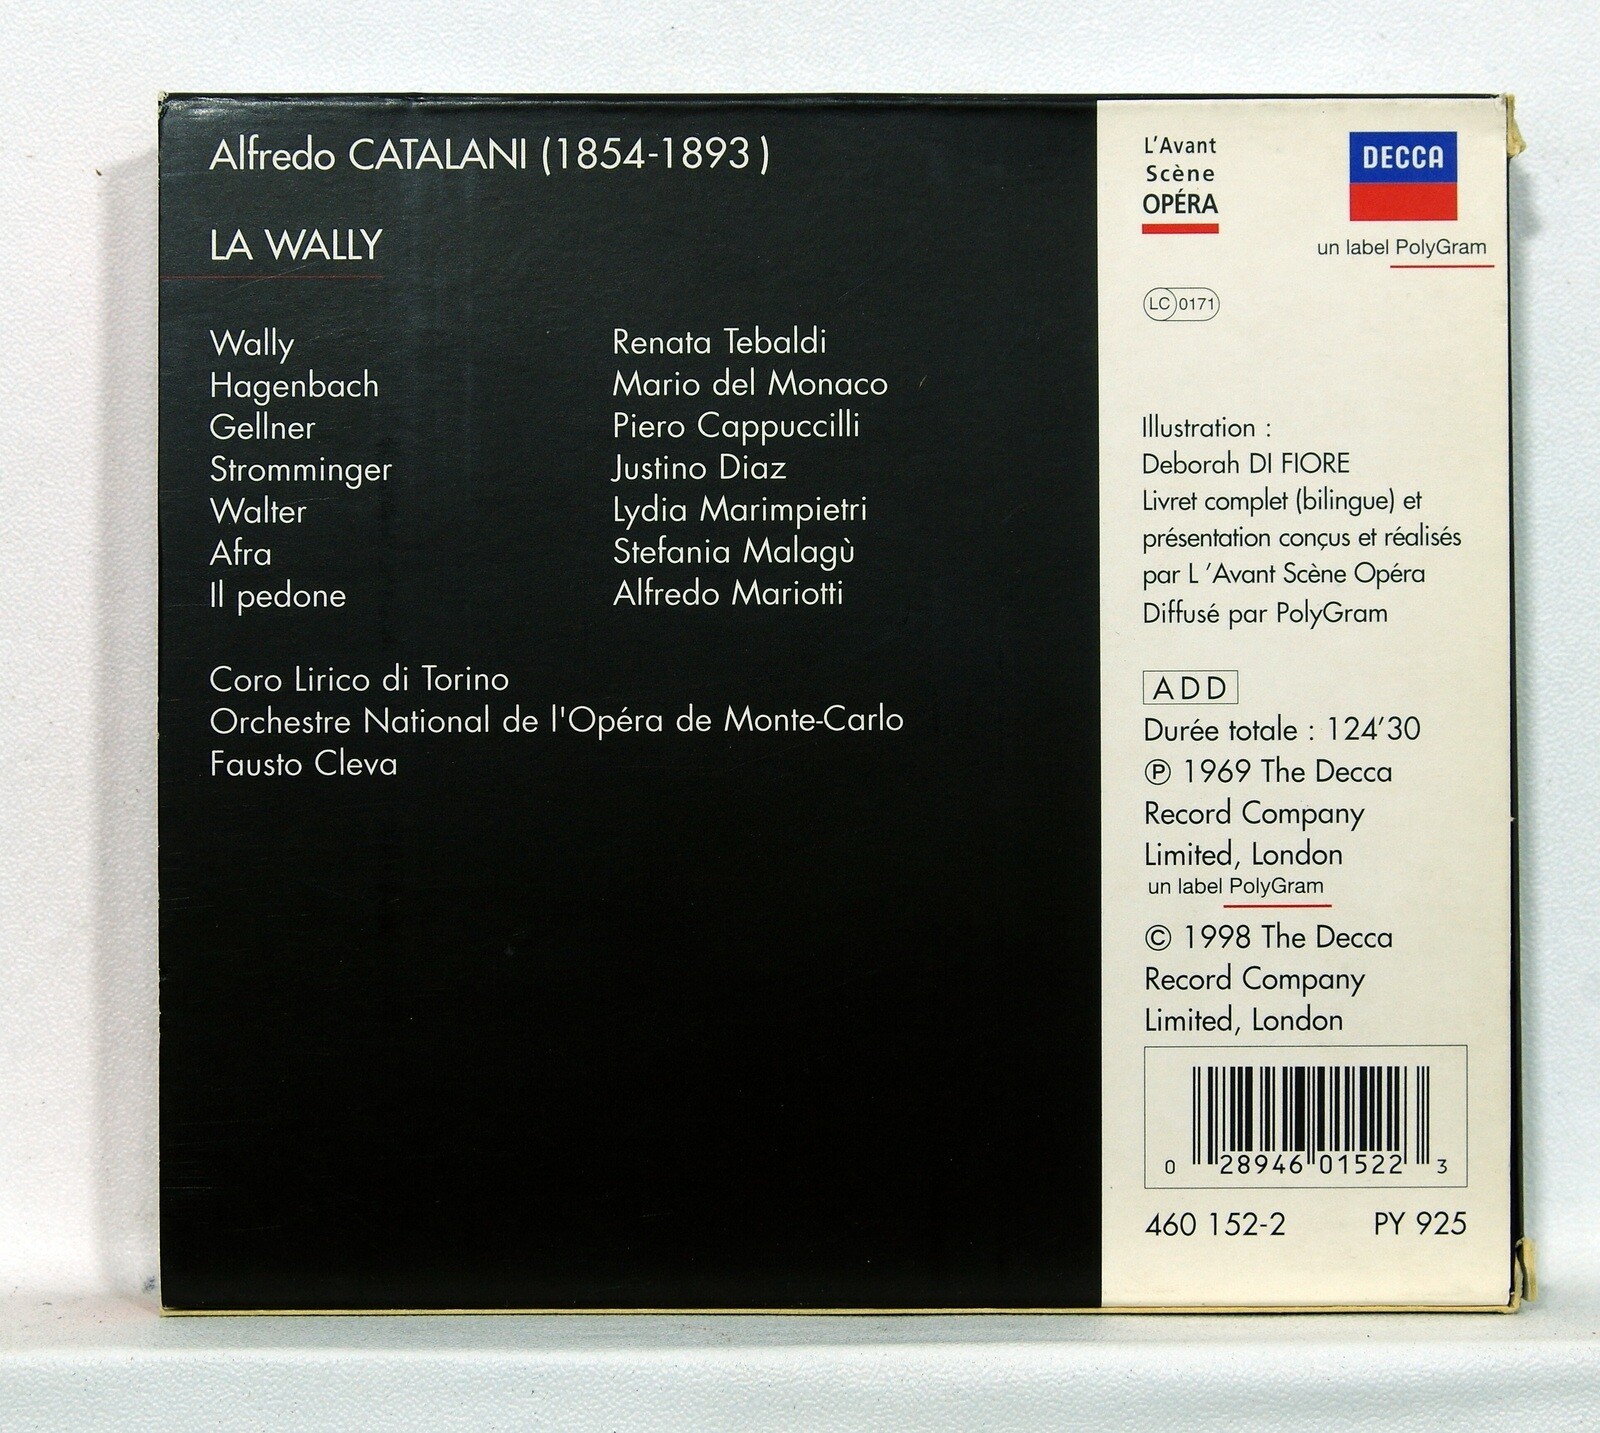 Alfredo CATALANI (1854-1893 )
LA WALLY
Wally Renata Tebaldi
Hagenbach Mario del Monaco
Gellner Piero Cappuccilli
Stromminger Justino Diaz
Walter Lydia Marimpietri
Afra Stefania Malagù
Il pedone Alfredo Mariotti
Coro Lirico di Torino
Orchestre National de l'Opéra de Monte-Carlo
Fausto Cleva
L'Avant
Scène
OPÉRA
DECCA
un label PolyGram
LC 0171
Illustration :
Deborah DI FIORE
Livret complet (bilingue) et
présentation conçus et réalisés
par L 'Avant Scène Opéra
Diffusé par PolyGram
ADD
Durée totale : 124'30
℗ 1969 The Decca
Record Company
Limited, London
un label PolyGram
© 1998 The Decca
Record Company
Limited, London
0 28946 01522 3
460 152-2 PY 925